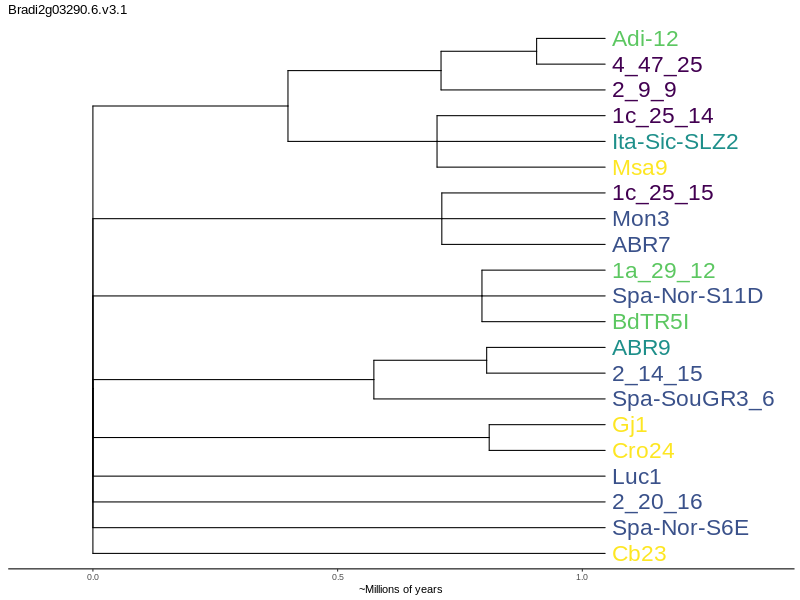 Bradi2g03290.6.v3.1
Adi-12
4_47_25
2_9_9
1c_25_14
Ita-Sic-SLZ2
Msa9
1c_25_15
Mon3
ABR7
1a_29_12
Spa-Nor-S11D
BdTR5I
ABR9
2_14_15
Spa-SouGR3_6
Gj1
Cro24
Luc1
2_20_16
Spa-Nor-S6E
Cb23
0.0 0.5 1.0
~Millions of years